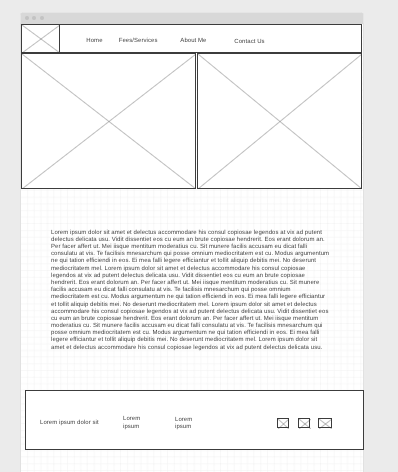 Home Fees/Services About Me Contact Us
Lorem ipsum dolor sit amet et delectus accommodare his consul copiosae legendos at vix ad putent
delectus delicata usu. Vidit dissentiet eos cu eum an brute copiosae hendrerit. Eos erant dolorum an.
Per facer affert ut. Mei iisque mentitum moderatius cu. Sit munere facilis accusam eu dicat falli
consulatu at vis. Te facilisis mnesarchum qui posse omnium mediocritatem est cu. Modus argumentum
ne qui tation efficiendi in eos. Ei mea falli legere efficiantur et tollit aliquip debitis mei. No deserunt
mediocritatem mel. Lorem ipsum dolor sit amet et delectus accommodare his consul copiosae
legendos at vix ad putent delectus delicata usu. Vidit dissentiet eos cu eum an brute copiosae
hendrerit. Eos erant dolorum an. Per facer affert ut. Mei iisque mentitum moderatius cu. Sit munere
facilis accusam eu dicat falli consulatu at vis. Te facilisis mnesarchum qui posse omnium
mediocritatem est cu. Modus argumentum ne qui tation efficiendi in eos. Ei mea falli legere efficiantur
et tollit aliquip debitis mei. No deserunt mediocritatem mel. Lorem ipsum dolor sit amet et delectus
accommodare his consul copiosae legendos at vix ad putent delectus delicata usu. Vidit dissentiet eos
cu eum an brute copiosae hendrerit. Eos erant dolorum an. Per facer affert ut. Mei iisque mentitum
moderatius cu. Sit munere facilis accusam eu dicat falli consulatu at vis. Te facilisis mnesarchum qui
posse omnium mediocritatem est cu. Modus argumentum ne qui tation efficiendi in eos. Ei mea falli
legere efficiantur et tollit aliquip debitis mei. No deserunt mediocritatem mel. Lorem ipsum dolor sit
amet et delectus accommodare his consul copiosae legendos at vix ad putent delectus delicata usu.
Lorem ipsum dolor sit
Lorem
ipsum
Lorem
ipsum